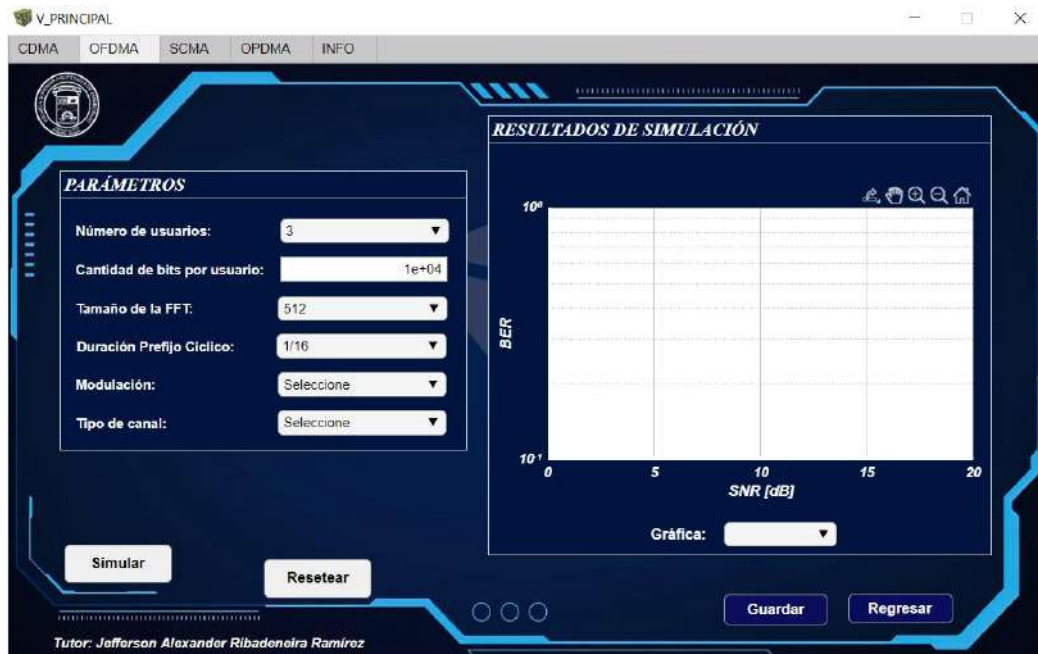 V_PRINCIPAL
CDMA OFDMA SCMA OPDMA INFO
RESULTADOS DE SIMULACIÓN
PARÁMETROS
Número de usuarios: 3
Cantidad de bits por usuario: 1e+04
Tamaño de la FFT: 512
Duración Prefijo Ciclico: 1/16
Modulación: Seleccione
Tipo de canal: Seleccione
10⁰
BER
10⁻¹
0 5 10 15 20
SNR [dB]
Gráfica:
Simular
Resetear
Guardar Regresar
Tutor: Jefferson Alexander Ribadeneira Ramírez